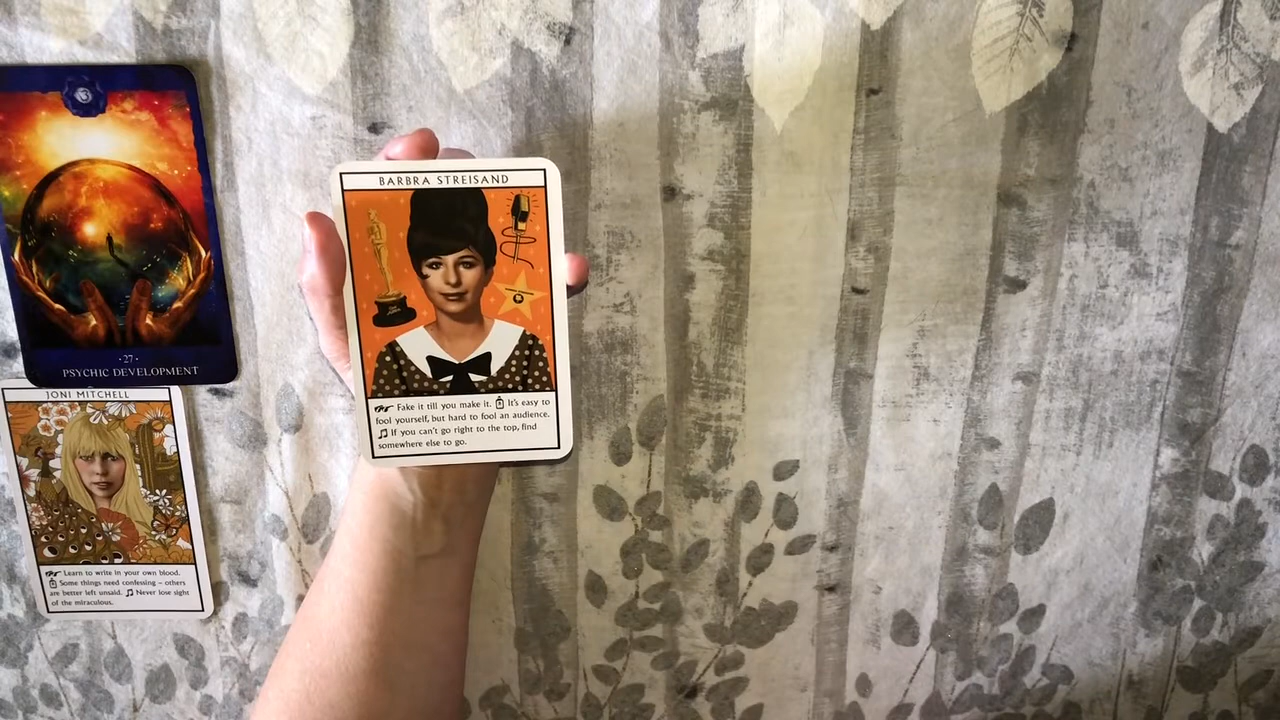 ·27·
PSYCHIC DEVELOPMENT
JONI MITCHELL
Learn to write in your own blood.
Some things need confessing – others
are better left unsaid. Never lose sight
of the miraculous.
BARBRA STREISAND
Fake it till you make it. It's easy to
fool yourself, but hard to fool an audience.
If you can't go right to the top, find
somewhere else to go.